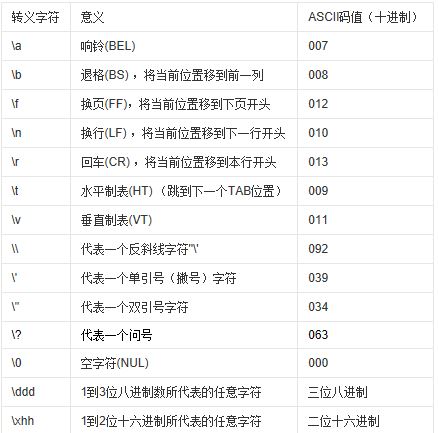 转义字符 意义 ASCII码值（十进制）
\a 响铃(BEL) 007
\b 退格(BS) ，将当前位置移到前一列 008
\f 换页(FF)，将当前位置移到下页开头 012
\n 换行(LF) ，将当前位置移到下一行开头 010
\r 回车(CR) ，将当前位置移到本行开头 013
\t 水平制表(HT) （跳到下一个TAB位置） 009
\v 垂直制表(VT) 011
\\ 代表一个反斜线字符''\' 092
\' 代表一个单引号（撇号）字符 039
\" 代表一个双引号字符 034
\? 代表一个问号 063
\0 空字符(NUL) 000
\ddd 1到3位八进制数所代表的任意字符 三位八进制
\xhh 1到2位十六进制所代表的任意字符 二位十六进制